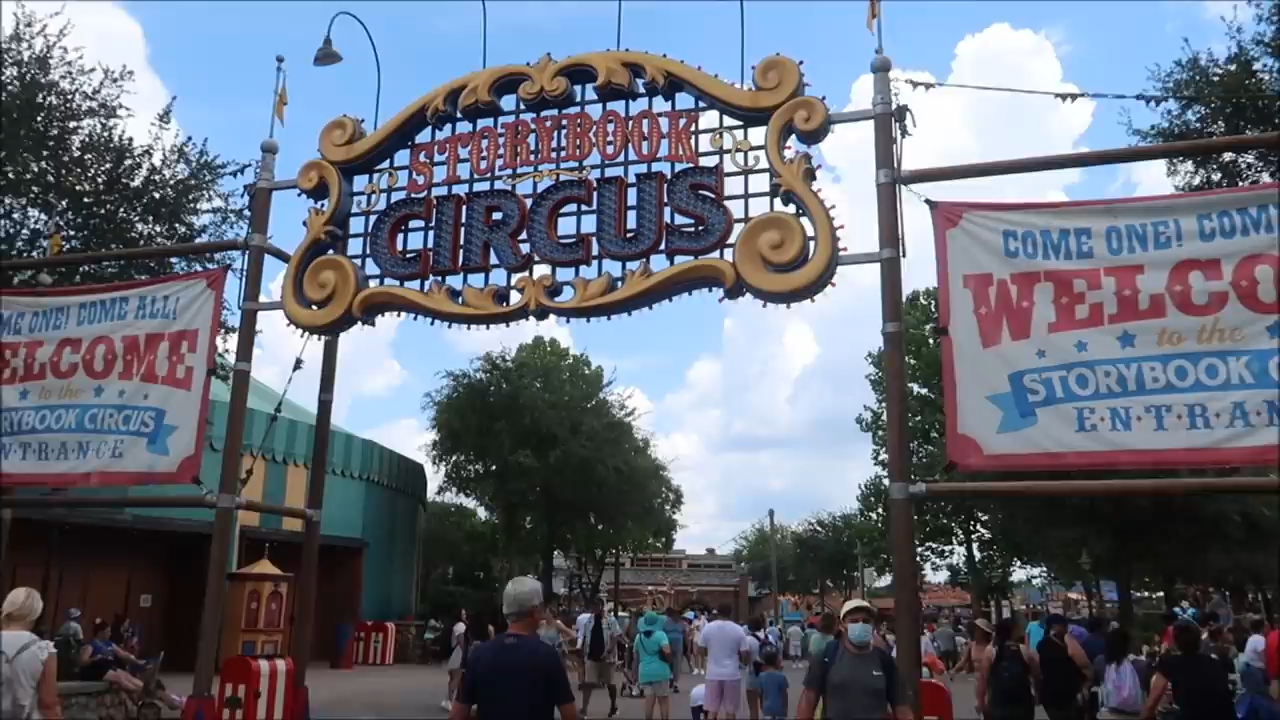 STORYBOOK
CIRCUS
ME ONE! COME ALL!
ELCOME
to the
RYBOOK CIRCUS
NTRANCE
COME ONE! COM
WELCO
to the
STORYBOOK C
ENTRAN